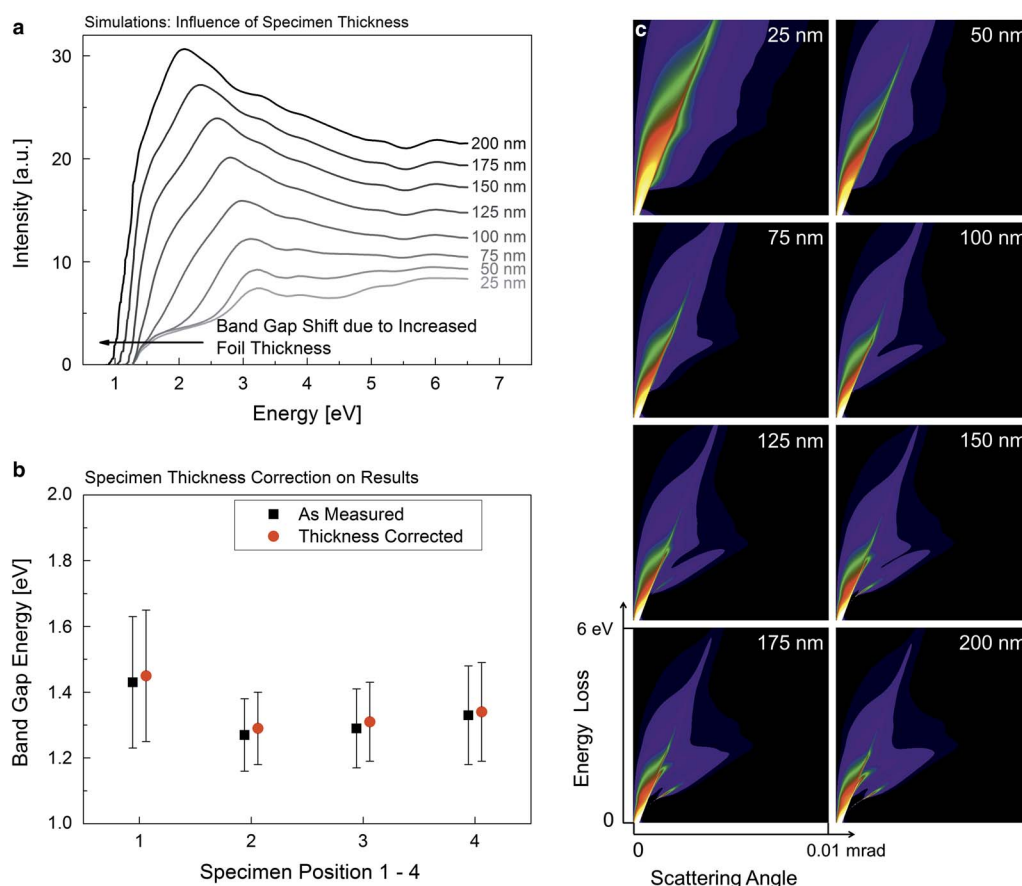 a
Simulations: Influence of Specimen Thickness
30
20
10
0
Intensity [a.u.]
200 nm
175 nm
150 nm
125 nm
100 nm
75 nm
50 nm
25 nm
Band Gap Shift due to Increased
Foil Thickness
1 2 3 4 5 6 7
Energy [eV]
b
Specimen Thickness Correction on Results
2.0
1.8
1.6
1.4
1.2
1.0
Band Gap Energy [eV]
As Measured
Thickness Corrected
1 2 3 4
Specimen Position 1 - 4
c
25 nm
50 nm
75 nm
100 nm
125 nm
150 nm
175 nm
200 nm
6 eV
Energy Loss
0
0
0.01 mrad
Scattering Angle